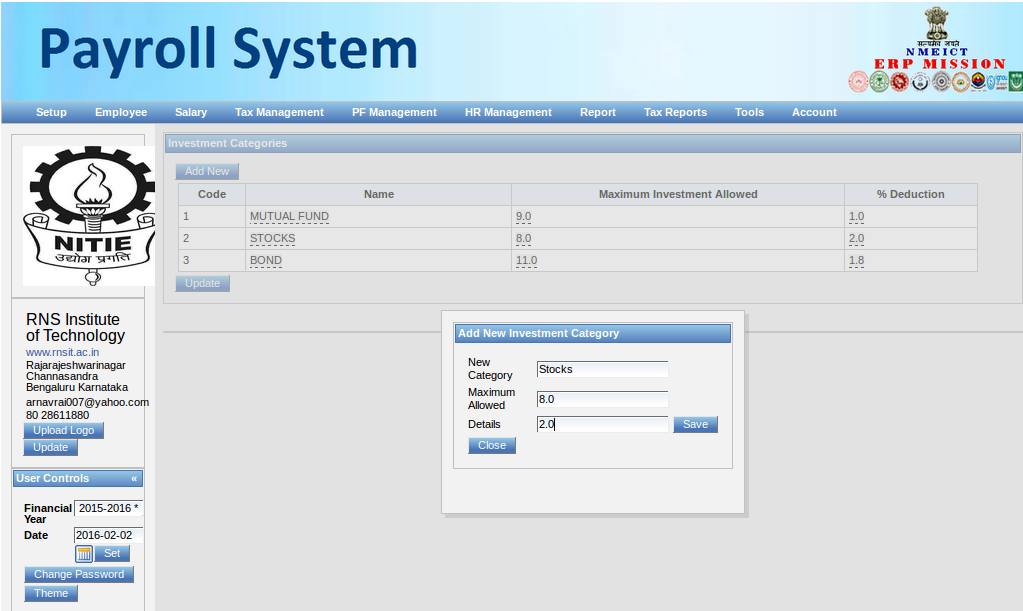 Payroll System
सत्यमेव जयते
NMEICT
ERP MISSION
Setup Employee Salary Tax Management PF Management HR Management Report Tax Reports Tools Account
NITIE
उद्योग प्रगति
RNS Institute
of Technology
www.rnsit.ac.in
Rajarajeshwarinagar
Channasandra
Bengaluru Karnataka
arnavrai007@yahoo.com
80 28611880
Upload Logo
Update
User Controls «
Financial Year 2015-2016 *
Date 2016-02-02
Set
Change Password
Theme
Investment Categories
Add New
Code Name Maximum Investment Allowed % Deduction
1 MUTUAL FUND 9.0 1.0
2 STOCKS 8.0 2.0
3 BOND 11.0 1.8
Update
Add New Investment Category
New Category Stocks
Maximum Allowed 8.0
Details 2.0 Save
Close